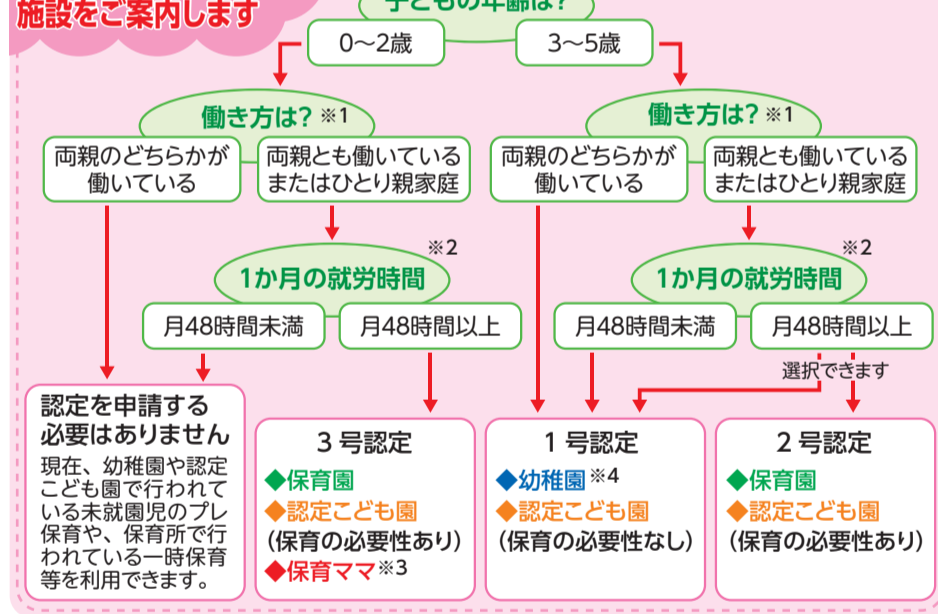 施設をご案内します
子どもの年齢は?
0〜2歳
3〜5歳
働き方は? ※1
両親のどちらかが
働いている
両親とも働いている
またはひとり親家庭
働き方は? ※1
両親のどちらかが
働いている
両親とも働いている
またはひとり親家庭
※2
1か月の就労時間
月48時間未満
月48時間以上
※2
1か月の就労時間
月48時間未満
月48時間以上
選択できます
認定を申請する
必要はありません
現在、幼稚園や認定
こども園で行われて
いる未就園児のプレ
保育や、保育所で行
われている一時保育
等を利用できます。
3号認定
◆保育園
◆認定こども園
(保育の必要性あり)
◆保育ママ※3
1号認定
◆幼稚園※4
◆認定こども園
(保育の必要性なし)
2号認定
◆保育園
◆認定こども園
(保育の必要性あり)